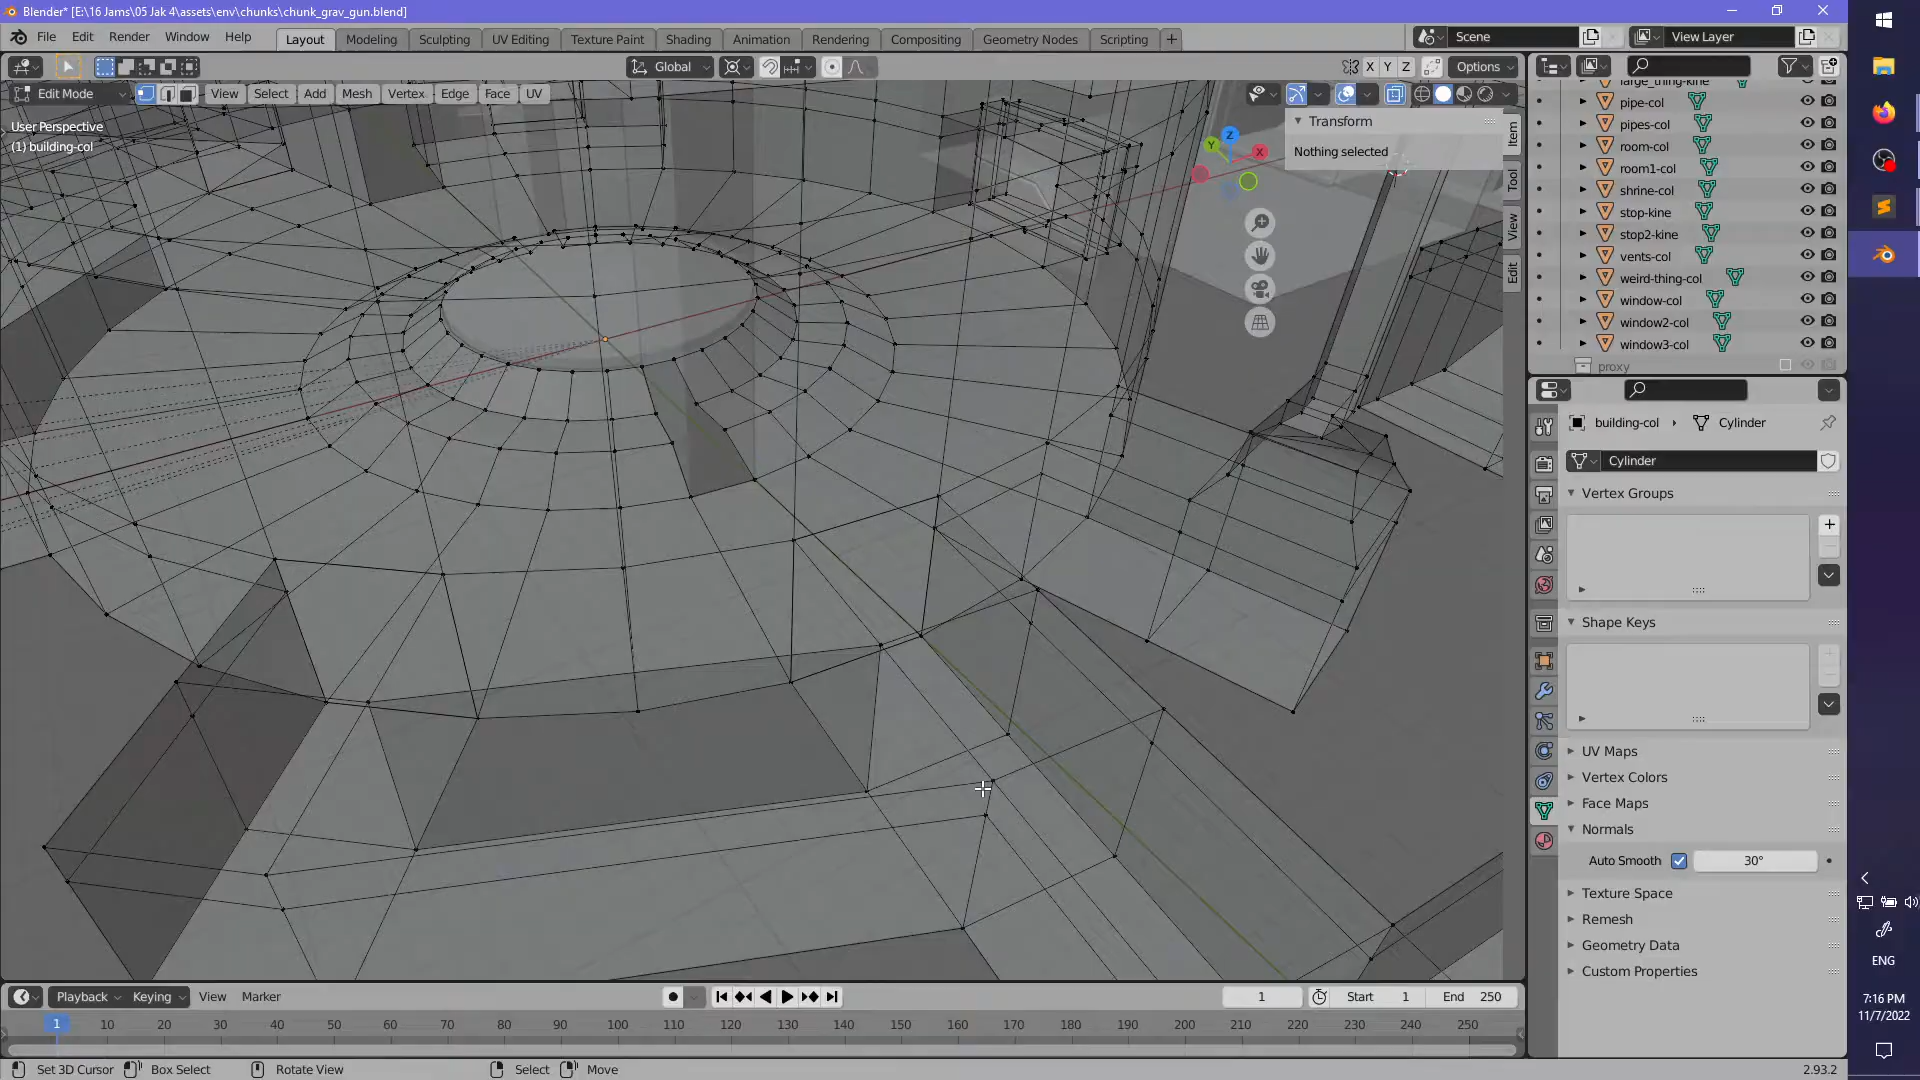 Blender* [E:\16 Jams\05 Jak 4\assets\env\chunks\chunk_grav_gun.blend]
File Edit Render Window Help Layout Modeling Sculpting UV Editing Texture Paint Shading Animation Rendering Compositing Geometry Nodes Scripting + Scene View Layer
Global X Y Z Options
Edit Mode View Select Add Mesh Vertex Edge Face UV
User Perspective
(1) building-col
Transform
Nothing selected
Item
Tool
View
Edit
Z
Y
X
large_thing-kine
pipe-col
pipes-col
room-col
room1-col
shrine-col
stop-kine
stop2-kine
vents-col
weird-thing-col
window-col
window2-col
window3-col
proxy
building-col Cylinder
Cylinder
Vertex Groups
Shape Keys
UV Maps
Vertex Colors
Face Maps
Normals
Auto Smooth 30°
Texture Space
Remesh
Geometry Data
Custom Properties
Playback Keying View Marker 1 Start 1 End 250
1 10 20 30 40 50 60 70 80 90 100 110 120 130 140 150 160 170 180 190 200 210 220 230 240 250
Set 3D Cursor Box Select Rotate View Select Move 2.93.2
ENG
7:16 PM
11/7/2022